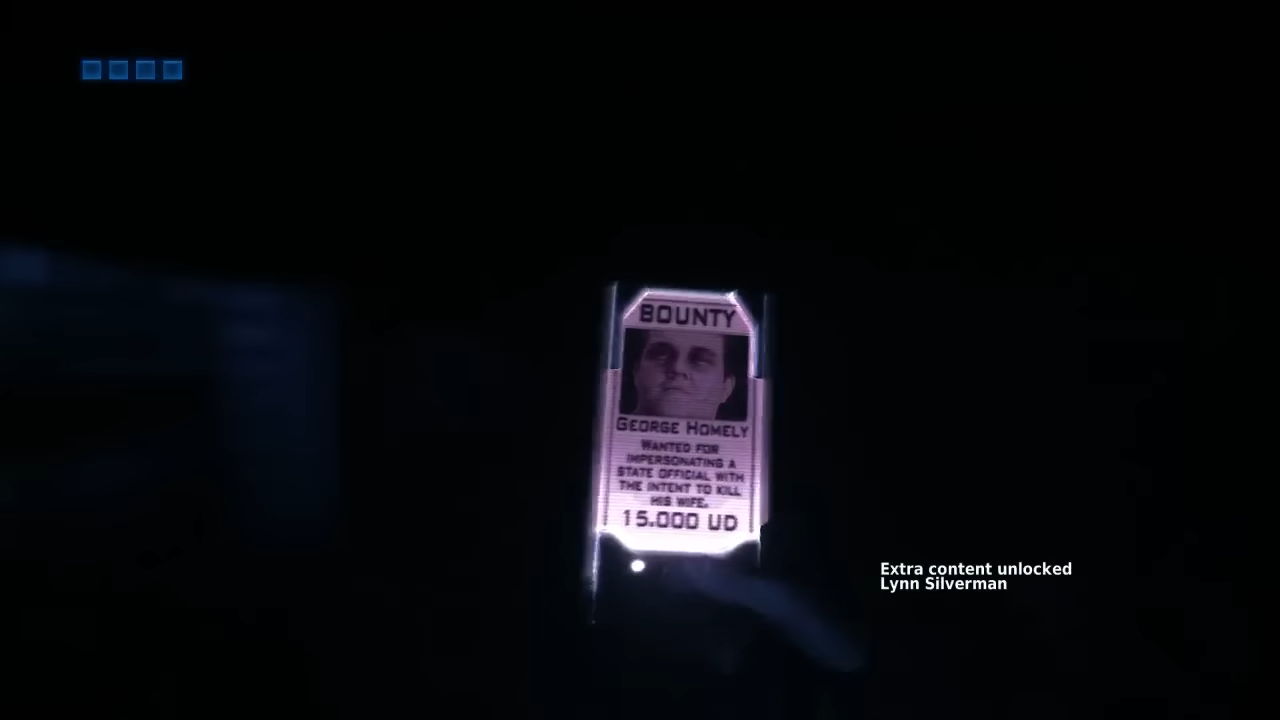 BOUNTY
GEORGE HOMELY
WANTED FOR
IMPERSONATING A
STATE OFFICIAL WITH
THE INTENT TO KILL
HIS WIFE.
15.000 UD
Extra content unlocked
Lynn Silverman